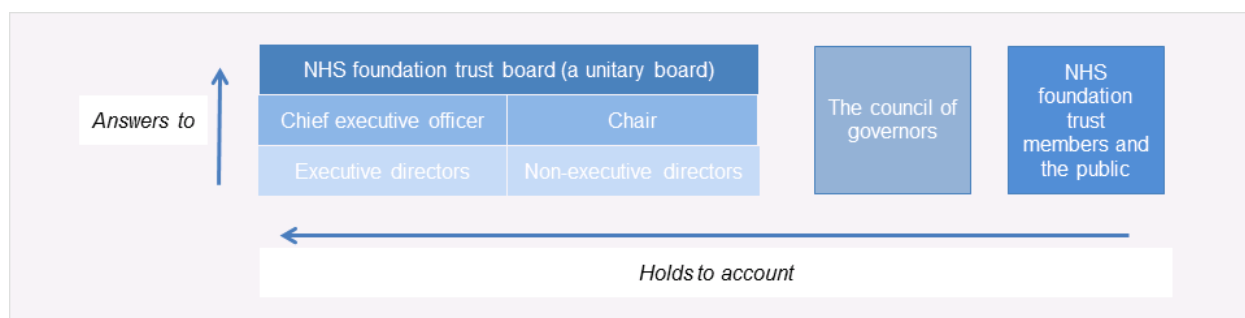 NHS foundation trust board (a unitary board)
Answers to
Chief executive officer
Chair
Executive directors
Non-executive directors
The council of
governors
NHS
foundation
trust
members and
the public
Holds to account